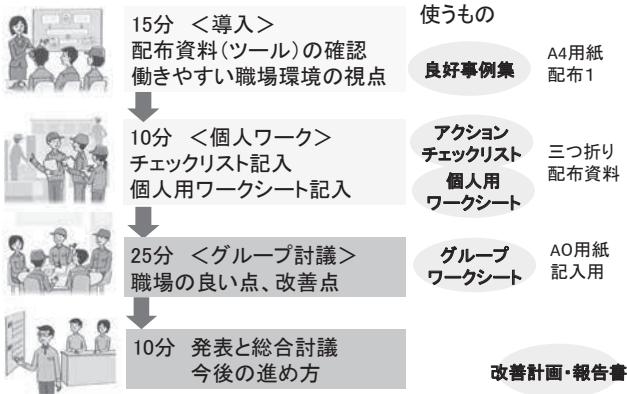 使うもの
15分 ＜導入＞
配布資料（ツール）の確認
働きやすい職場環境の視点
良好事例集
A4用紙
配布1
10分 ＜個人ワーク＞
チェックリスト記入
個人用ワークシート記入
アクション
チェックリスト
個人用
ワークシート
三つ折り
配布資料
25分 ＜グループ討議＞
職場の良い点、改善点
グループ
ワークシート
A0用紙
記入用
10分 発表と総合討議
今後の進め方
改善計画・報告書